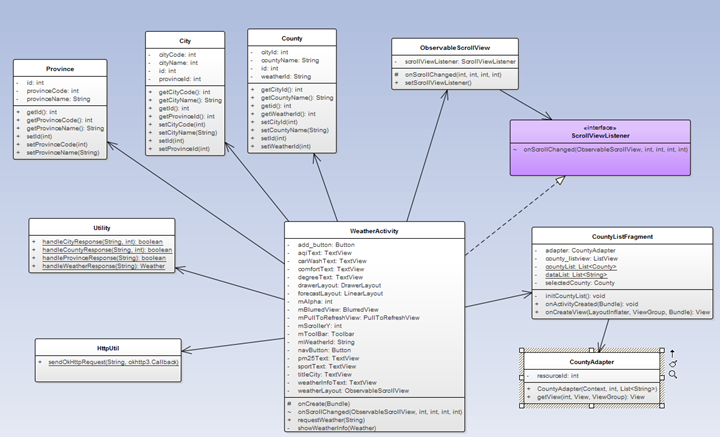 Province
- id: int
- provinceCode: int
- provinceName: String
+ getId(): int
+ getProvinceCode(): int
+ getProvinceName(): String
+ setId(int)
+ setProvinceCode(int)
+ setProvinceName(String)
City
- cityCode: int
- cityName: int
- id: int
- provinceId: int
+ getCityCode(): int
+ getCityName(): String
+ getId(): int
+ getProvinceId(): int
+ setCityCode(int)
+ setCityName(String)
+ setId(int)
+ setProvinceId(int)
County
- cityId: int
- countyName: String
- id: int
- weatherId: String
+ getCityId(): int
+ getCountyName(): String
+ getId(): int
+ getWeatherId(): String
+ setCityId(int)
+ setCountyName(String)
+ setId(int)
+ setWeatherId(int)
ObservableScrollView
- scrollViewListener: ScrollViewListener
# onScrollChanged(int, int, int, int)
+ setScrollViewListener()
«interface»
ScrollViewListener
~ onScrollChanged(ObservableScrollView, int, int, int, int)
Utility
+ handleCityResponse(String, int): boolean
+ handleCountyResponse(String, int): boolean
+ handleProvinceResponse(String): boolean
+ handleWeatherResponse(String): Weather
HttpUtil
+ sendOkHttpRequest(String, okhttp3.Callback)
WeatherActivity
- add_button: Button
- aqiText: TextView
- carWashText: TextView
- comfortText: TextView
- degreeText: TextView
- drawerLayout: DrawerLayout
- forecastLayout: LinearLayout
- mAlpha: int
- mBlurredView: BlurredView
- mPullToRefreshView: PullToRefreshView
- mScrollerY: int
- mToolBar: Toolbar
- mWeatherId: String
- navButton: Button
- pm25Text: TextView
- sportText: TextView
- titleCity: TextView
- weatherInfoText: TextView
- weatherLayout: ObservableScrollView
# onCreate(Bundle)
~ onScrollChanged(ObservableScrollView, int, int, int, int)
+ requestWeather(String)
- showWeatherInfo(Weather)
CountyListFragment
- adapter: CountyAdapter
- county_listview: ListView
- countyList: List<County>
- dataList: List<String>
- selectedCounty: County
- initCountyList(): void
+ onActivityCreated(Bundle): void
+ onCreateView(LayoutInflater, ViewGroup, Bundle): View
CountyAdapter
- resourceId: int
+ CountyAdapter(Context, int, List<String>)
+ getView(int, View, ViewGroup): View